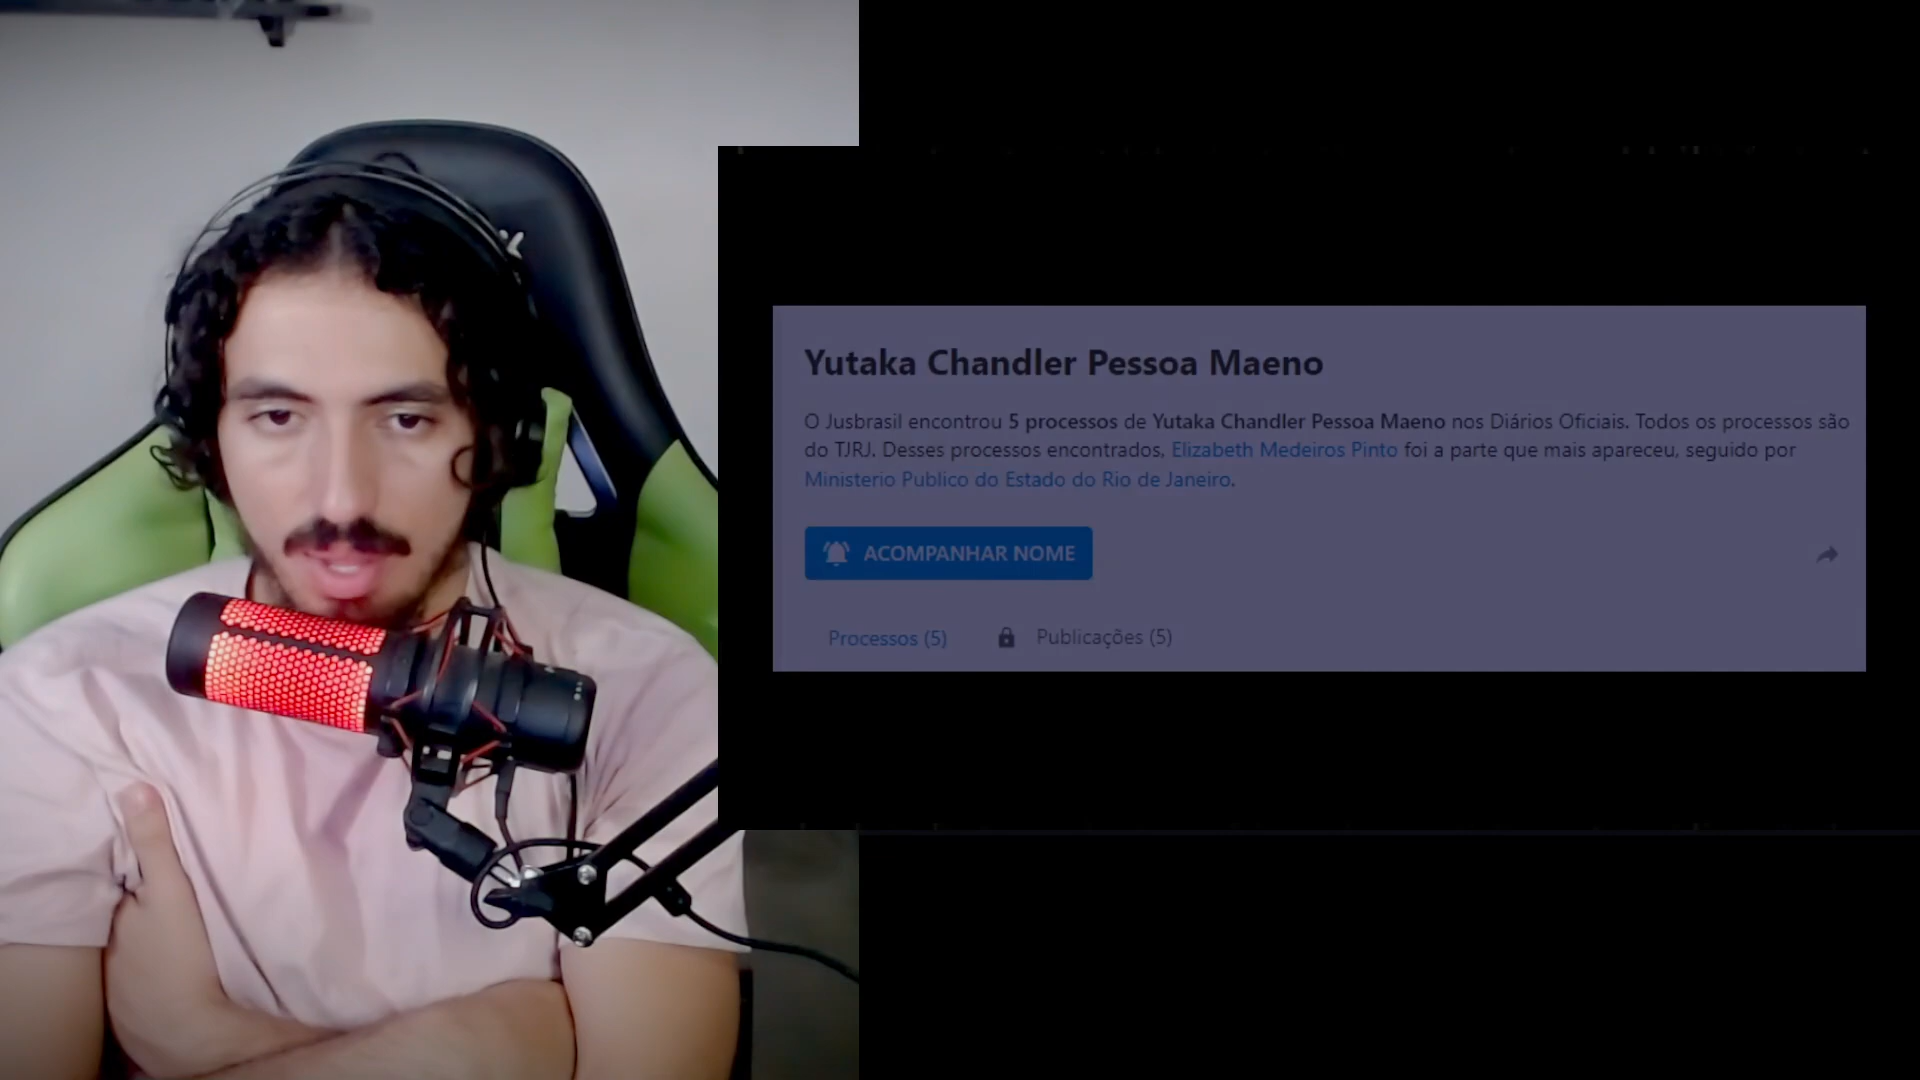 Yutaka Chandler Pessoa Maeno
O Jusbrasil encontrou 5 processos de Yutaka Chandler Pessoa Maeno nos Diários Oficiais. Todos os processos são
do TJRJ. Desses processos encontrados, Elizabeth Medeiros Pinto foi a parte que mais apareceu, seguido por
Ministerio Publico do Estado do Rio de Janeiro.
ACOMPANHAR NOME
Processos (5) Publicações (5)